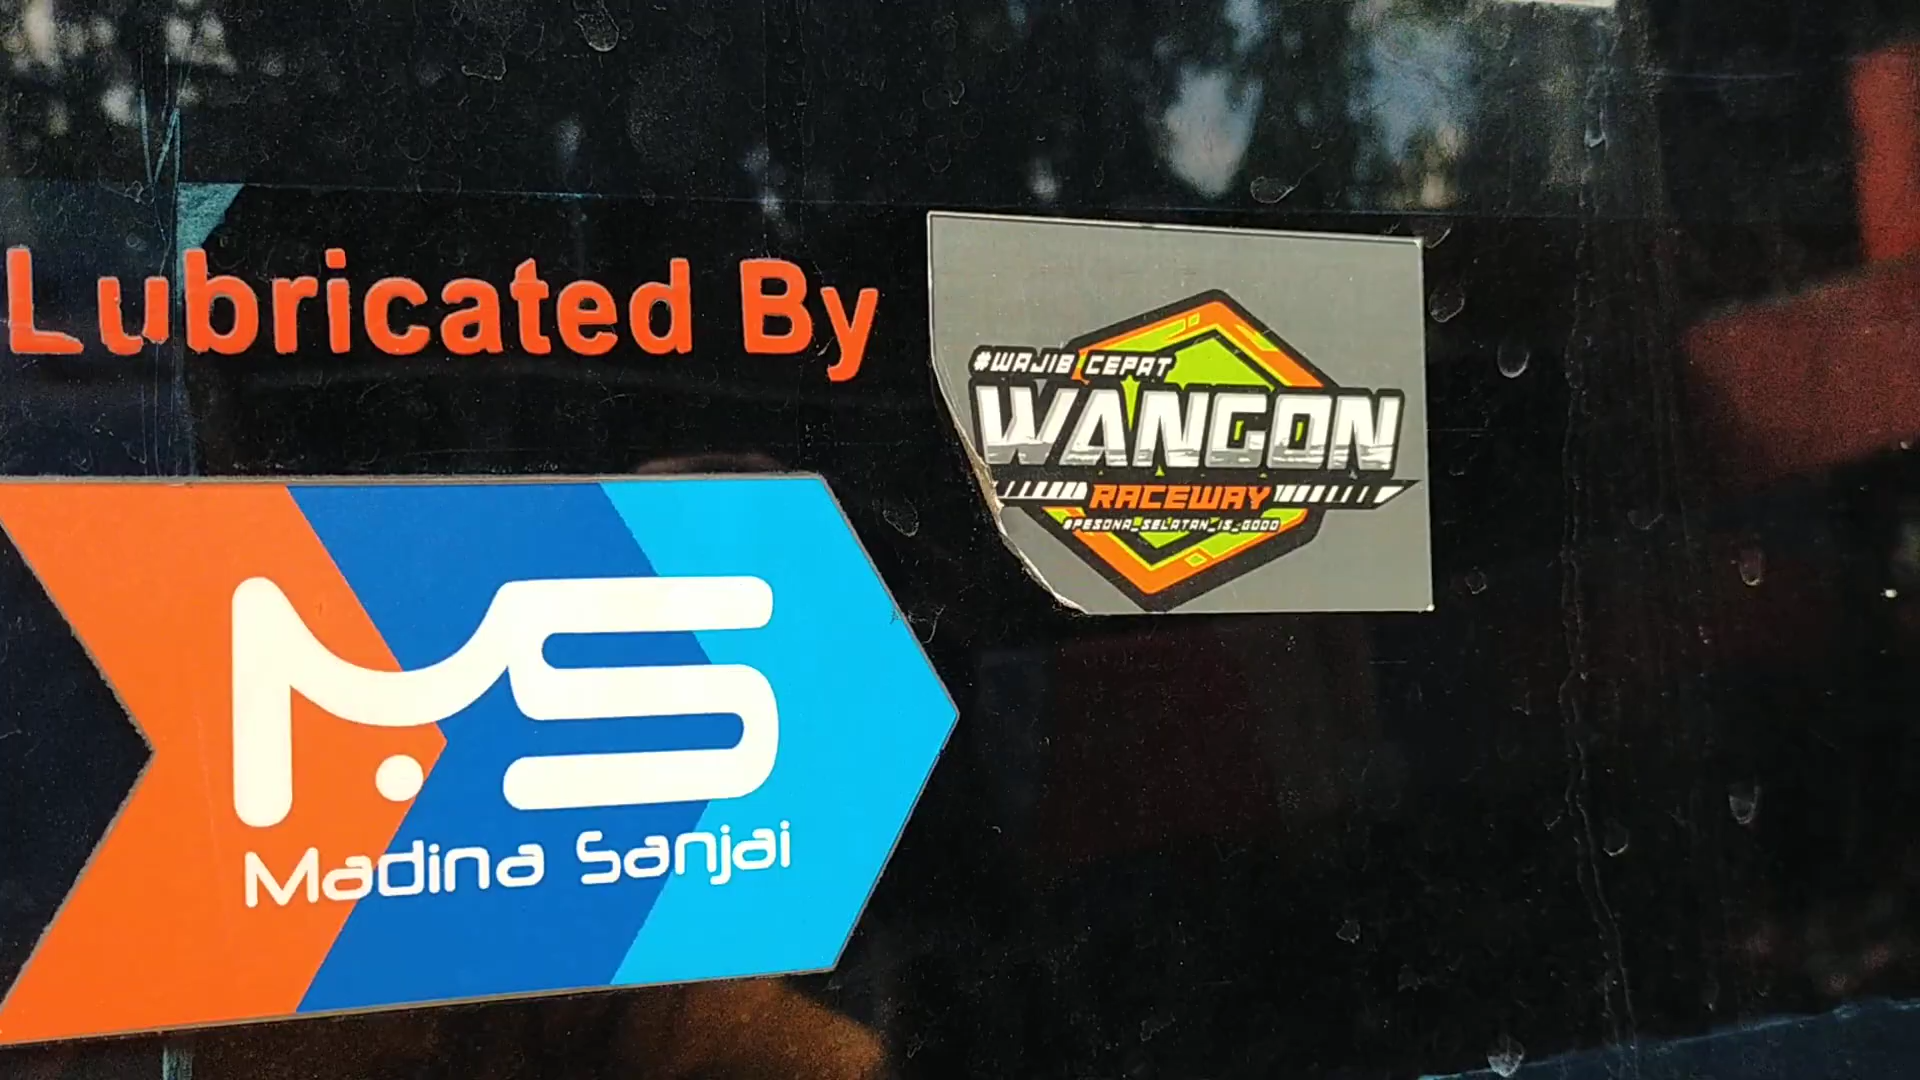 Lubricated By
#WAJIB CEPAT
WANGON
RACEWAY
#PESONA_SELATAN_IS_GOOD
MS
Madina Sanjai